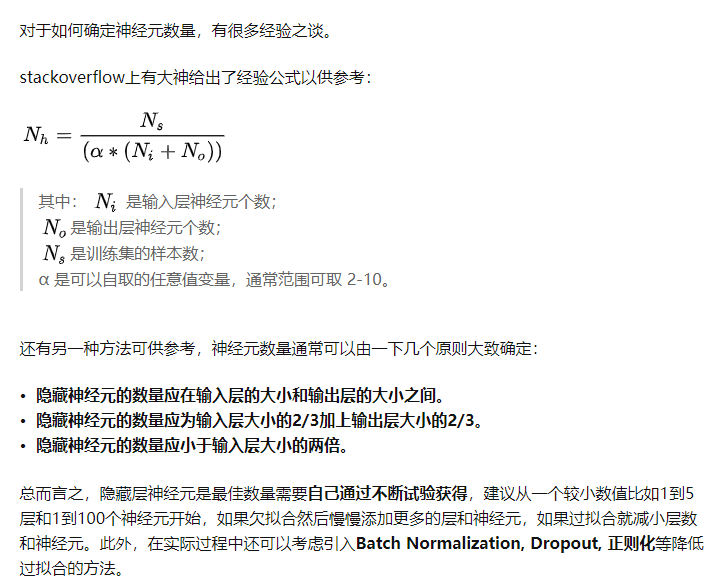 对于如何确定神经元数量，有很多经验之谈。
stackoverflow上有大神给出了经验公式以供参考：
N_h = N_s / (α * (N_i + N_o))
其中： N_i 是输入层神经元个数；
N_o是输出层神经元个数；
N_s是训练集的样本数；
α 是可以自取的任意值变量，通常范围可取 2-10。
还有另一种方法可供参考，神经元数量通常可以由一下几个原则大致确定：
• 隐藏神经元的数量应在输入层的大小和输出层的大小之间。
• 隐藏神经元的数量应为输入层大小的2/3加上输出层大小的2/3。
• 隐藏神经元的数量应小于输入层大小的两倍。
总而言之，隐藏层神经元是最佳数量需要自己通过不断试验获得，建议从一个较小数值比如1到5
层和1到100个神经元开始，如果欠拟合然后慢慢添加更多的层和神经元，如果过拟合就减小层数
和神经元。此外，在实际过程中还可以考虑引入Batch Normalization, Dropout, 正则化等降低
过拟合的方法。